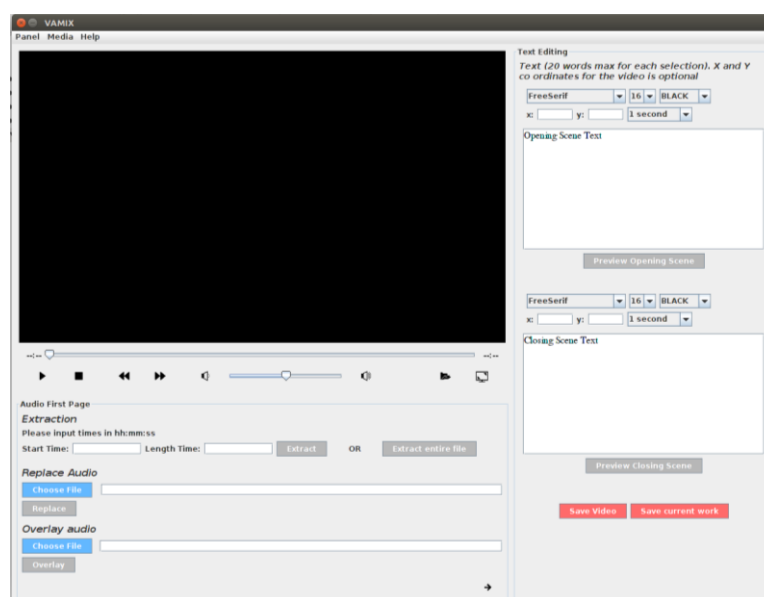 VAMIX
Panel Media Help
Text Editing
Text (20 words max for each selection). X and Y
co ordinates for the video is optional
FreeSerif 16 BLACK
x: y: 1 second
Opening Scene Text
Preview Opening Scene
FreeSerif 16 BLACK
x: y: 1 second
Closing Scene Text
Preview Closing Scene
Save Video Save current work
--:-- --:--
Audio First Page
Extraction
Please input times in hh:mm:ss
Start Time: Length Time: Extract OR Extract entire file
Replace Audio
Choose File
Replace
Overlay audio
Choose File
Overlay